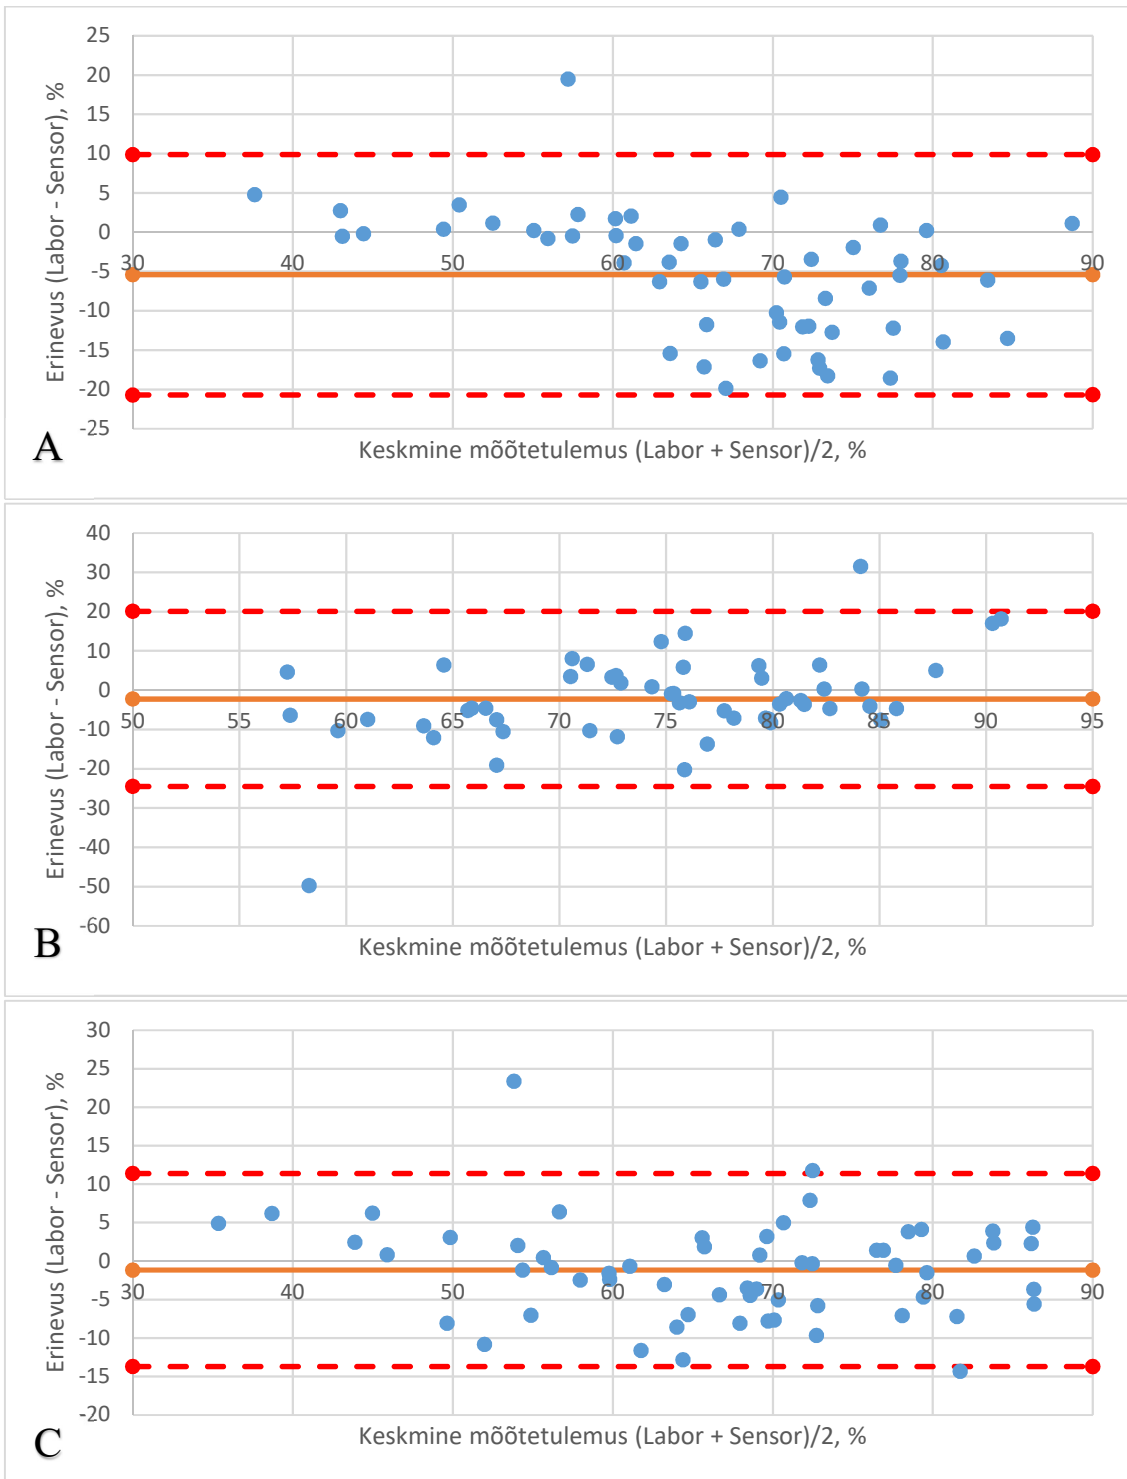 25
20
15
10
5
0
-5
-10
-15
-20
-25
30 40 50 60 70 80 90
Erinevus (Labor - Sensor), %
Keskmine mõõtetulemus (Labor + Sensor)/2, %
A
40
30
20
10
0
-10
-20
-30
-40
-50
-60
50 55 60 65 70 75 80 85 90 95
Erinevus (Labor - Sensor), %
Keskmine mõõtetulemus (Labor + Sensor)/2, %
B
30
25
20
15
10
5
0
-5
-10
-15
-20
30 40 50 60 70 80 90
Erinevus (Labor - Sensor), %
Keskmine mõõtetulemus (Labor + Sensor)/2, %
C